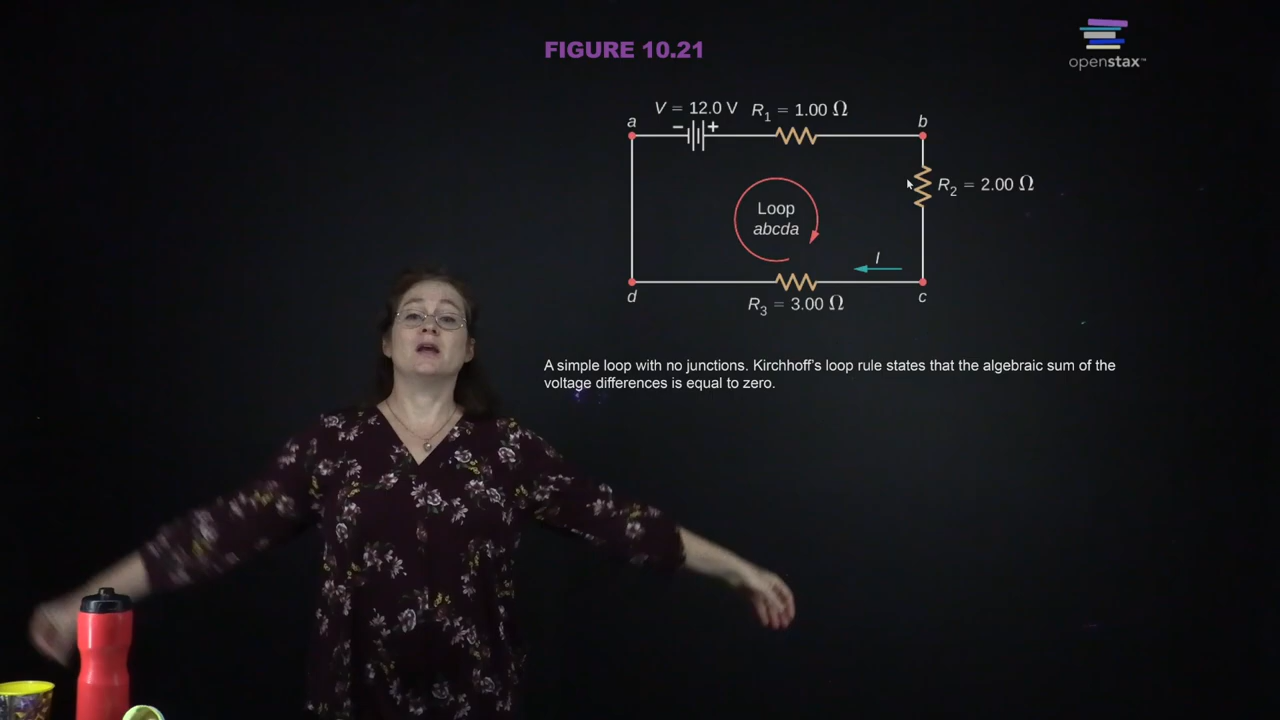 FIGURE 10.21
openstax™
V = 12.0 V R₁ = 1.00 Ω
a b
− +
R₂ = 2.00 Ω
Loop
abcda
I
d c
R₃ = 3.00 Ω
A simple loop with no junctions. Kirchhoff’s loop rule states that the algebraic sum of the
voltage differences is equal to zero.